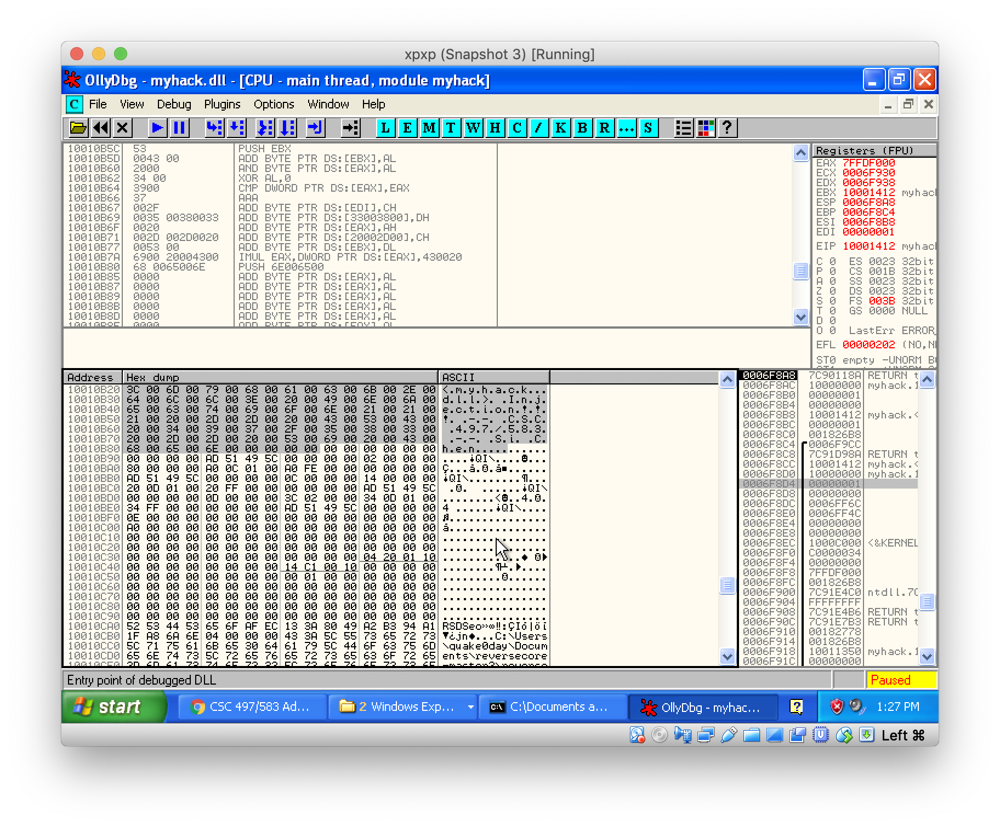 xpxp (Snapshot 3) [Running]
OllyDbg - myhack.dll - [CPU - main thread, module myhack]
C File View Debug Plugins Options Window Help
L E M T W H C / K B R ... S ?
10010B5C 53 PUSH EBX
10010B5D 0043 00 ADD BYTE PTR DS:[EBX],AL
10010B60 2000 AND BYTE PTR DS:[EAX],AL
10010B62 34 00 XOR AL,0
10010B64 3900 CMP DWORD PTR DS:[EAX],EAX
10010B66 37 AAA
10010B67 002F ADD BYTE PTR DS:[EDI],CH
10010B69 0035 00380033 ADD BYTE PTR DS:[33003800],DH
10010B6F 0020 ADD BYTE PTR DS:[EAX],AH
10010B71 002D 002D0020 ADD BYTE PTR DS:[20002D00],CH
10010B77 0053 00 ADD BYTE PTR DS:[EBX],DL
10010B7A 6900 20004300 IMUL EAX,DWORD PTR DS:[EAX],430020
10010B80 68 0065006E PUSH 6E006500
10010B85 0000 ADD BYTE PTR DS:[EAX],AL
10010B87 0000 ADD BYTE PTR DS:[EAX],AL
10010B89 0000 ADD BYTE PTR DS:[EAX],AL
10010B8B 0000 ADD BYTE PTR DS:[EAX],AL
10010B8D 0000 ADD BYTE PTR DS:[EAX],AL
Registers (FPU)
EAX 7FFDF000
ECX 0006F930
EDX 0006F938
EBX 10001412 myhac
ESP 0006F8A8
EBP 0006F8C4
ESI 0006F8B8
EDI 00000001
EIP 10001412 myhac
C 0 ES 0023 32bit
P 0 CS 001B 32bit
A 0 SS 0023 32bit
Z 0 DS 0023 32bit
S 0 FS 003B 32bit
T 0 GS 0000 NULL
D 0
O 0 LastErr ERROR_
EFL 00000202 (NO,N
ST0 empty -UNORM B
Address Hex dump ASCII
10010B20 3C 00 6D 00 79 00 68 00 61 00 63 00 6B 00 2E 00 <.m.y.h.a.c.k...
10010B30 64 00 6C 00 6C 00 3E 00 20 00 49 00 6E 00 6A 00 d.l.l.>. .I.n.j.
10010B40 65 00 63 00 74 00 69 00 6F 00 6E 00 21 00 21 00 e.c.t.i.o.n.!.!.
10010B50 21 00 20 00 2D 00 2D 00 20 00 43 00 53 00 43 00 !. .-.-. .C.S.C.
10010B60 20 00 34 00 39 00 37 00 2F 00 35 00 38 00 33 00 .4.9.7./.5.8.3.
10010B70 20 00 2D 00 2D 00 20 00 53 00 69 00 20 00 43 00 .-.-. .S.i. .C.
10010B80 68 00 65 00 6E 00 00 00 00 00 00 00 00 00 00 00 h.e.n...........
10010B90 00 00 00 00 AD 51 49 5C 00 00 00 00 02 00 00 00 ....¡QI\....☻...
10010BA0 80 00 00 00 A0 0C 01 00 A0 FE 00 00 00 00 00 00
10010BB0 AD 51 49 5C 00 00 00 00 0C 00 00 00 14 00 00 00
10010BC0 20 0D 01 00 20 FF 00 00 00 00 00 00 AD 51 49 5C
10010BD0 00 00 00 00 0D 00 00 00 3C 02 00 00 34 0D 01 00
10010BE0 34 FF 00 00 00 00 00 00 AD 51 49 5C 00 00 00 00
10010BF0 0E 00 00 00 00 00 00 00 00 00 00 00 00 00 00 00
10010C00 A0 00 00 00 00 00 00 00 00 00 00 00 00 00 00 00
10010C10 00 00 00 00 00 00 00 00 00 00 00 00 00 00 00 00 ................
10010C20 00 00 00 00 00 00 00 00 00 00 00 00 00 00 00 00
10010C30 00 00 00 00 00 00 00 00 00 00 00 00 04 20 01 10
10010C40 00 00 00 00 00 00 00 00 14 C1 00 10 00 00 00 00
10010C50 00 00 00 00 00 00 00 00 00 01 00 00 00 00 00 00
10010C60 00 00 00 00 00 00 00 00 00 00 00 00 00 00 00 00 ................
10010C70 00 00 00 00 00 00 00 00 00 00 00 00 00 00 00 00 ................
10010C80 00 00 00 00 00 00 00 00 00 00 00 00 00 00 00 00 ................
10010C90 00 00 00 00 00 00 00 00 00 00 00 00 00 00 00 00 ................
10010CA0 52 53 44 53 65 6F AF EC 13 3A 80 49 A2 B3 94 A1
10010CB0 1F A8 6A 6E 04 00 00 00 43 3A 5C 55 73 65 72 73 ▼¿jn♦...C:\Users
10010CC0 5C 71 75 61 6B 65 30 64 61 79 5C 44 6F 63 75 6D \quake0day\Docum
10010CD0 65 6E 74 73 5C 72 65 76 65 72 73 65 63 6F 72 65 ents\reversecore
0006F8A8 7C90118A RETURN t
0006F8AC 10000000 myhack.1
0006F8B0 00000001
0006F8B4 00000000
0006F8B8 10001412 myhack.<
0006F8BC 00000001
0006F8C0 001826B8
0006F8C4 0006F9CC
0006F8C8 7C91D98A RETURN t
0006F8CC 10001412 myhack.<
0006F8D0 10000000 myhack.1
0006F8D4 00000001
0006F8D8 00000000
0006F8DC 0006FF6C
0006F8E0 0006FF4C
0006F8E4 00000000
0006F8E8 00000000
0006F8EC 1000C000 <&KERNEL
0006F8F0 C0000034
0006F8F4 00000000
0006F8F8 7FFDF000
0006F8FC 001826B8
0006F900 7C91E4C0 ntdll.7C
0006F904 FFFFFFFF
0006F908 7C91E4B6 RETURN t
0006F90C 7C91E7B3 RETURN t
0006F910 00182778
0006F914 001826B8
0006F918 10011350 myhack.1
0006F91C 00000000
Entry point of debugged DLL Paused
start CSC 497/583 Ad... 2 Windows Exp... C:\Documents a... OllyDbg - myhac... ? 1:27 PM
Left ⌘